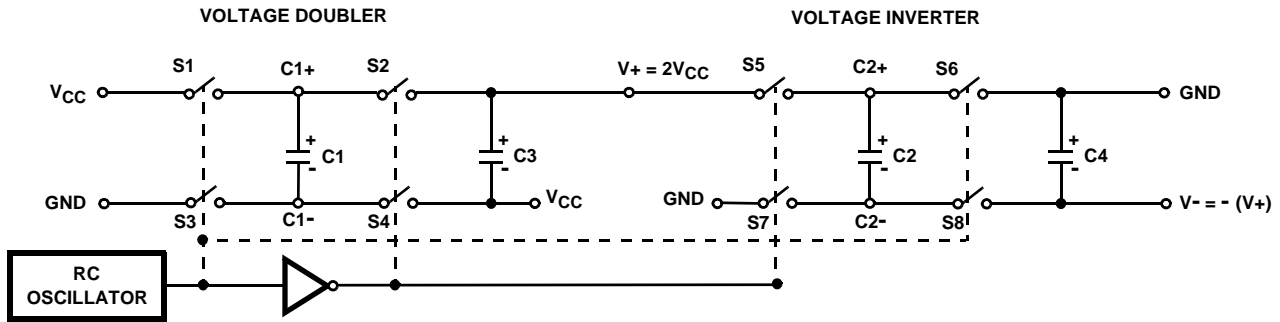 VOLTAGE DOUBLER
VOLTAGE INVERTER
S1 C1+ S2 V+ = 2VCC S5 C2+ S6
VCC GND
+ C1 - + C3 - + C2 - + C4 -
GND S3 C1- S4 VCC GND S7 C2- S8 V- = - (V+)
RC
OSCILLATOR